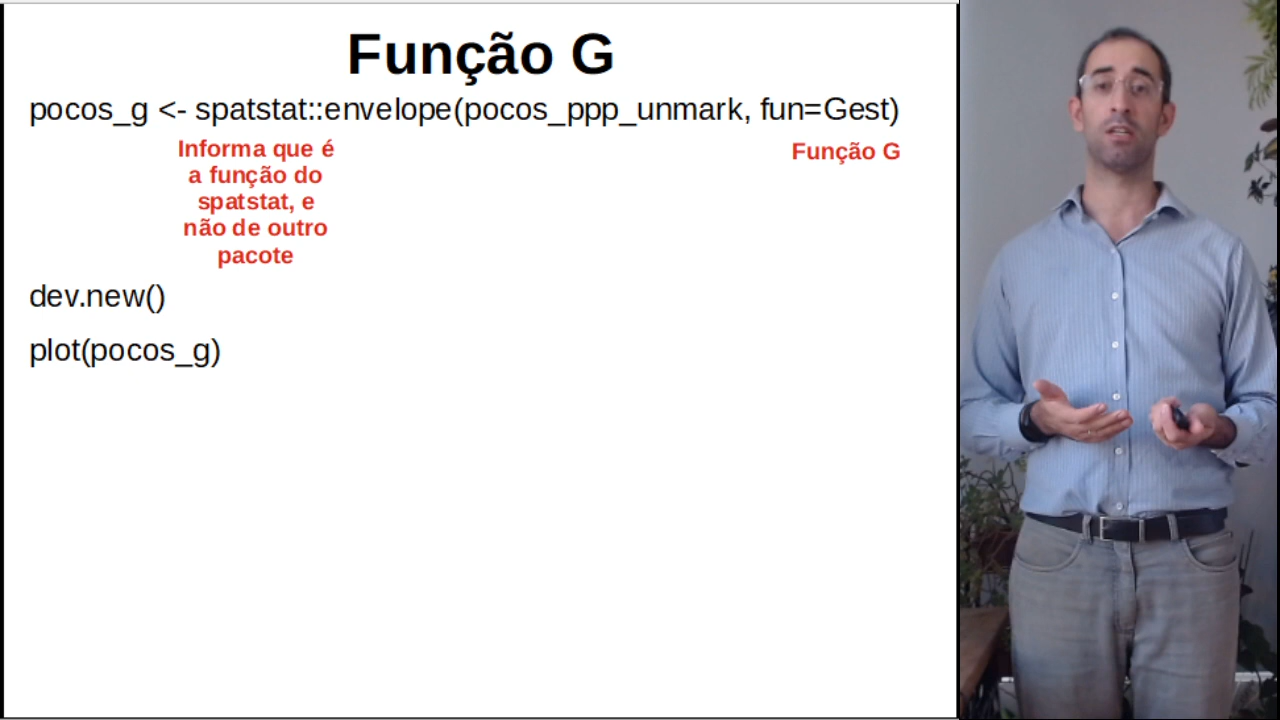 Função G
pocos_g <- spatstat::envelope(pocos_ppp_unmark, fun=Gest)
Informa que é
a função do
spatstat, e
não de outro
pacote
Função G
dev.new()
plot(pocos_g)